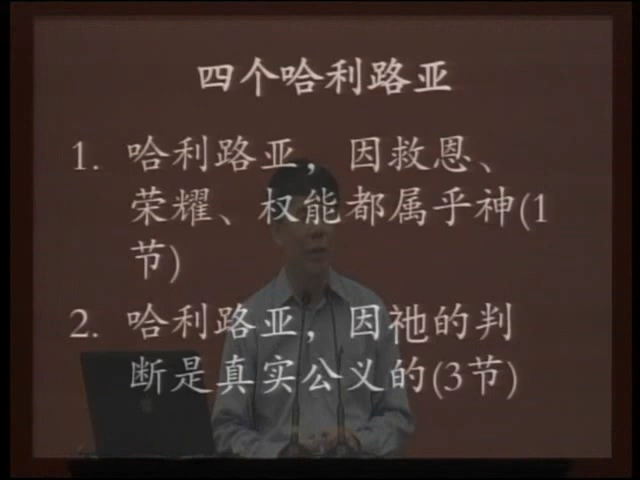 四个哈利路亚
1. 哈利路亚，因救恩、
荣耀、权能都属乎神(1
节)
2. 哈利路亚，因祂的判
断是真实公义的(3节)